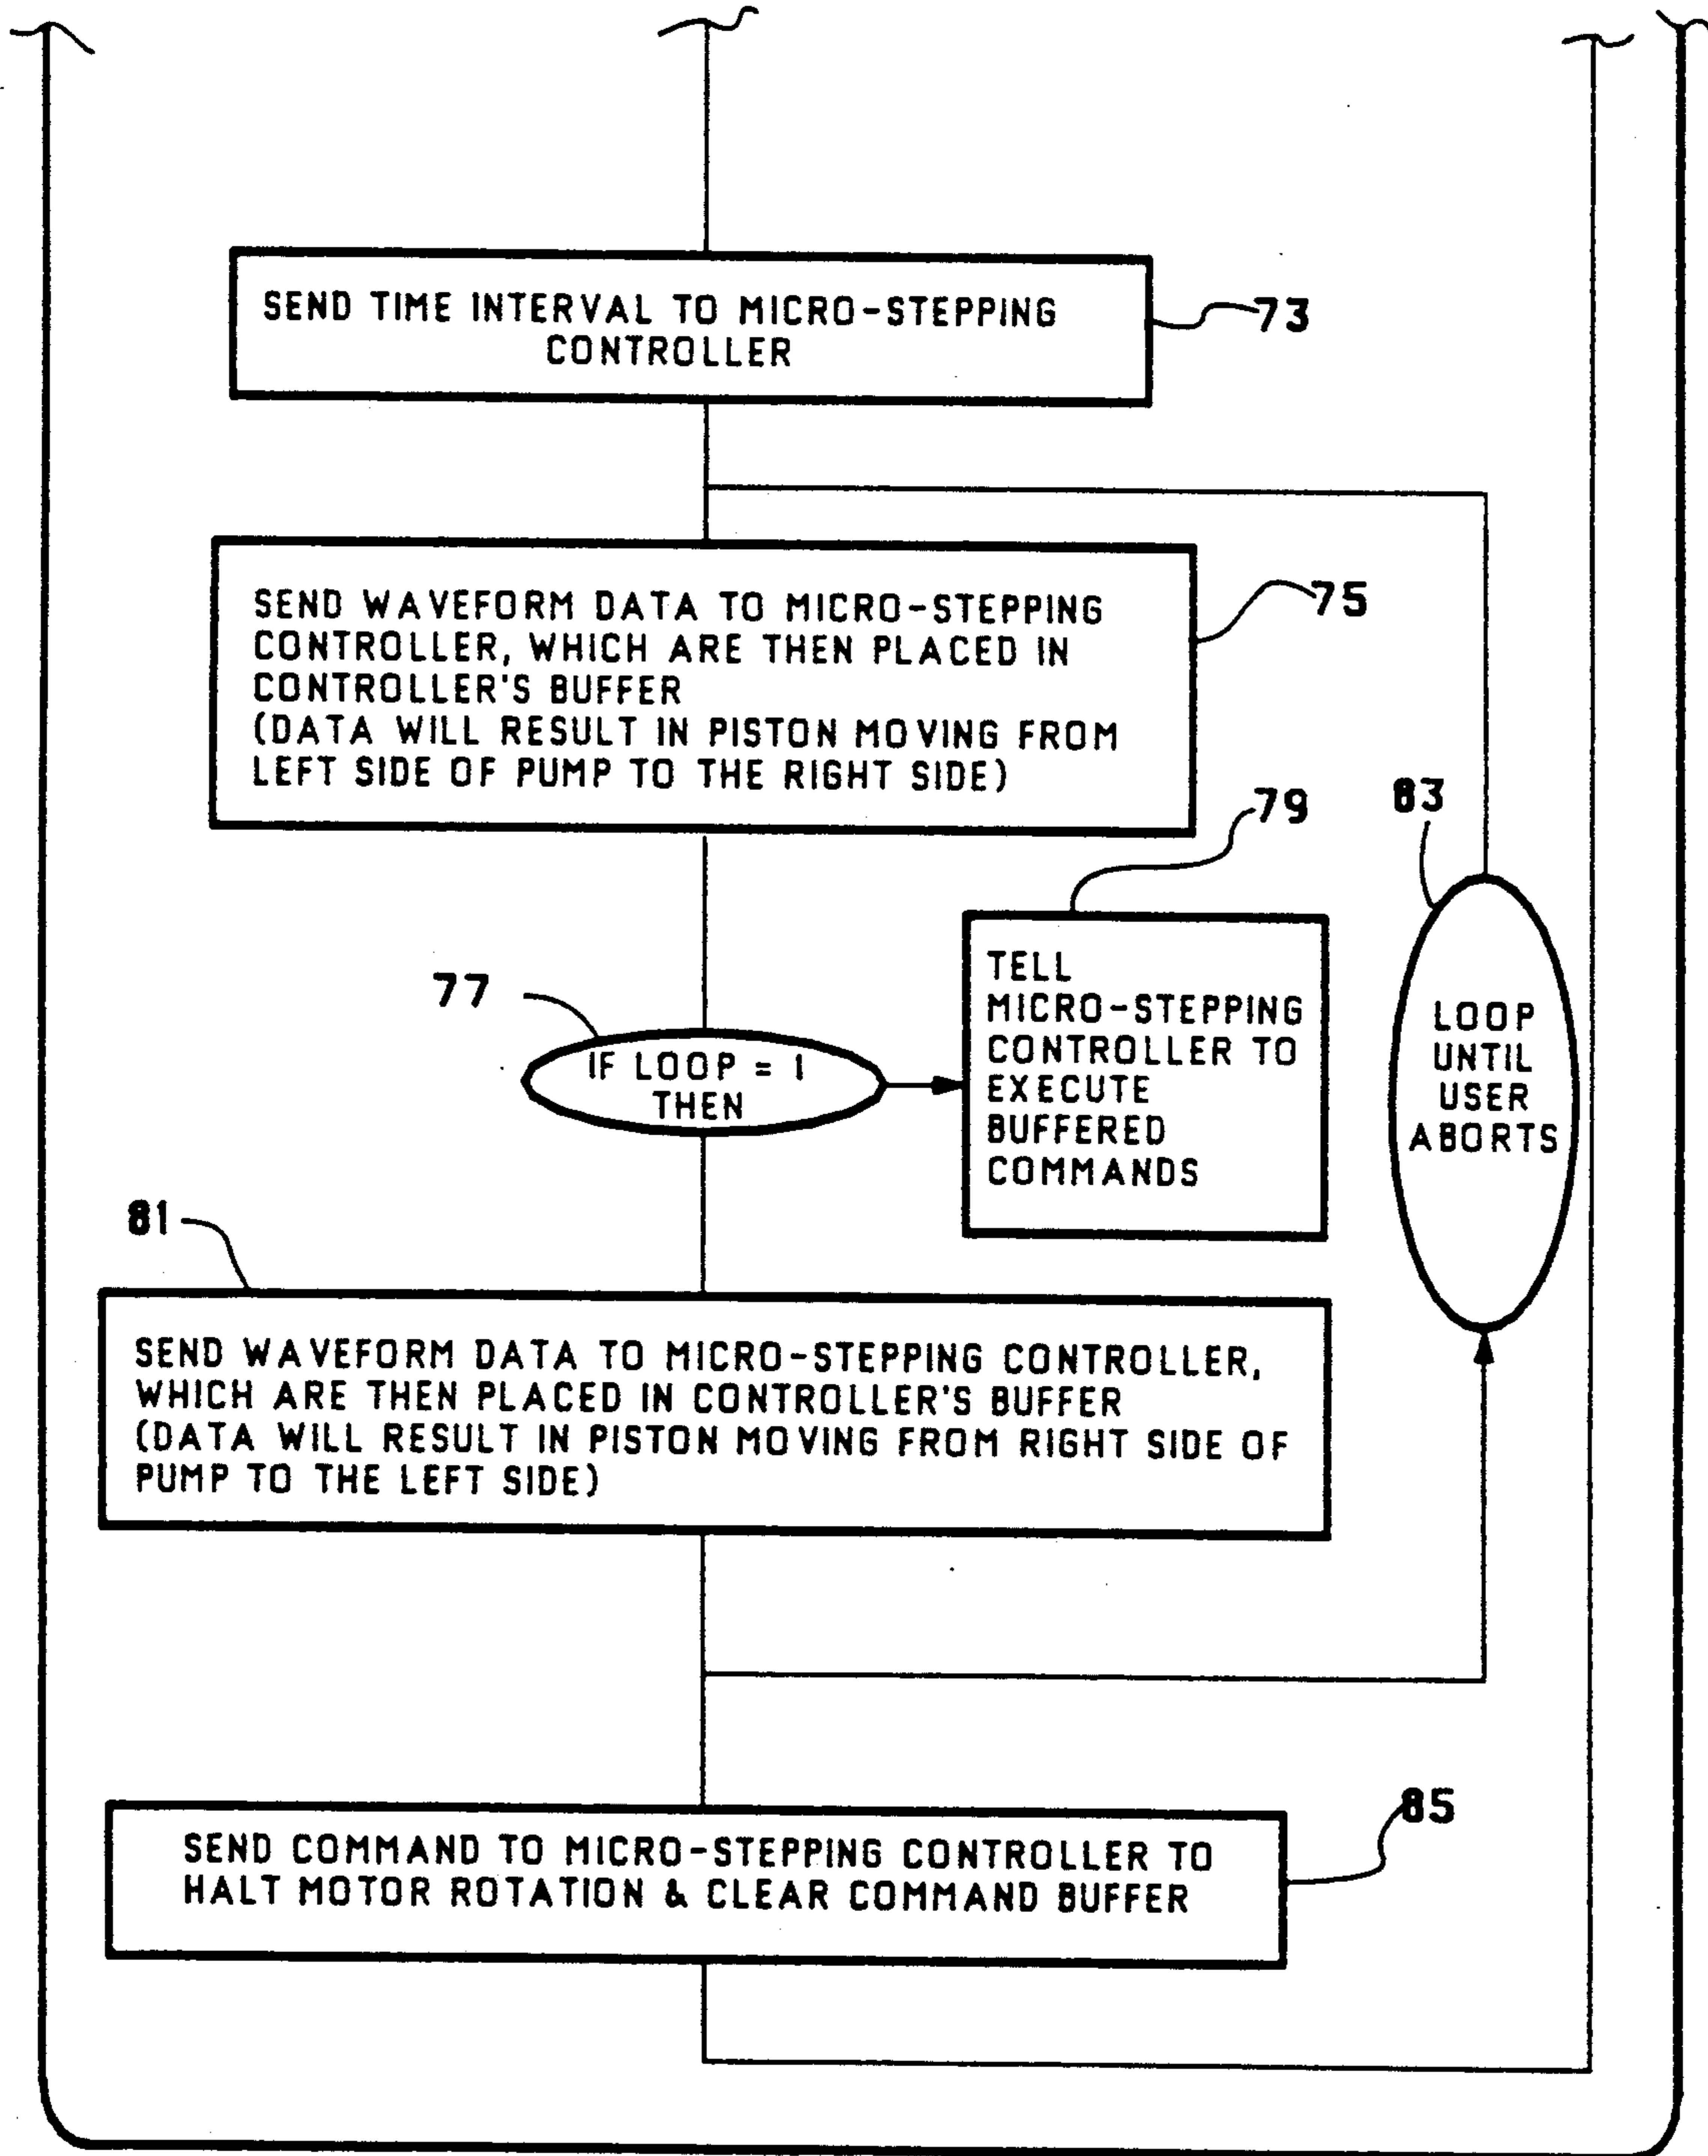 SEND TIME INTERVAL TO MICRO-STEPPING
CONTROLLER
73
SEND WAVEFORM DATA TO MICRO-STEPPING
CONTROLLER, WHICH ARE THEN PLACED IN
CONTROLLER'S BUFFER
(DATA WILL RESULT IN PISTON MOVING FROM
LEFT SIDE OF PUMP TO THE RIGHT SIDE)
75
79
83
77
IF LOOP = 1
THEN
TELL
MICRO-STEPPING
CONTROLLER TO
EXECUTE
BUFFERED
COMMANDS
LOOP
UNTIL
USER
ABORTS
81
SEND WAVEFORM DATA TO MICRO-STEPPING CONTROLLER,
WHICH ARE THEN PLACED IN CONTROLLER'S BUFFER
(DATA WILL RESULT IN PISTON MOVING FROM RIGHT SIDE OF
PUMP TO THE LEFT SIDE)
85
SEND COMMAND TO MICRO-STEPPING CONTROLLER TO
HALT MOTOR ROTATION & CLEAR COMMAND BUFFER